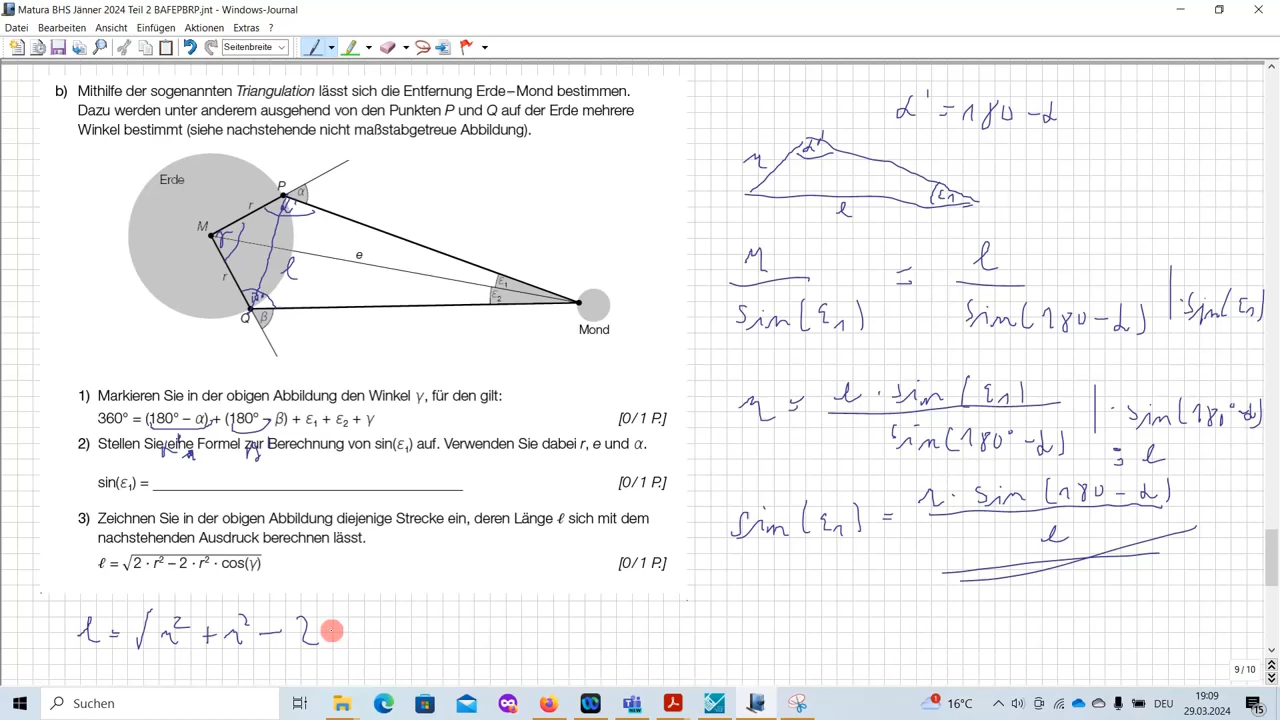 Matura BHS Jänner 2024 Teil 2 BAFEPBRP.jnt - Windows-Journal
Datei Bearbeiten Ansicht Einfügen Aktionen Extras ?
Seitenbreite
b) Mithilfe der sogenannten Triangulation lässt sich die Entfernung Erde–Mond bestimmen.
Dazu werden unter anderem ausgehend von den Punkten P und Q auf der Erde mehrere
Winkel bestimmt (siehe nachstehende nicht maßstabgetreue Abbildung).
Erde
P
α
r
α'
M
γ
e
r
l
ε₁
ε₂
Q
β
Mond
1) Markieren Sie in der obigen Abbildung den Winkel γ, für den gilt:
360° = (180° – α) + (180° – β) + ε₁ + ε₂ + γ [0/1 P.]
2) Stellen Sie eine Formel zur Berechnung von sin(ε₁) auf. Verwenden Sie dabei r, e und α.
sin(ε₁) = [0/1 P.]
3) Zeichnen Sie in der obigen Abbildung diejenige Strecke ein, deren Länge ℓ sich mit dem
nachstehenden Ausdruck berechnen lässt.
ℓ = √2 · r² – 2 · r² · cos(γ) [0/1 P.]
l = √r² + r² – 2
α' = 180 – α
r α' ε₁
e
r / sin(ε₁) = e / sin(180 – α) | · sin(ε₁)
r = e · sin(ε₁) / sin(180° – α) | · sin(180° – α)
: e
sin(ε₁) = r · sin(180 – α) / e
9 / 10
Suchen
16°C
DEU
19:09
29.03.2024
15